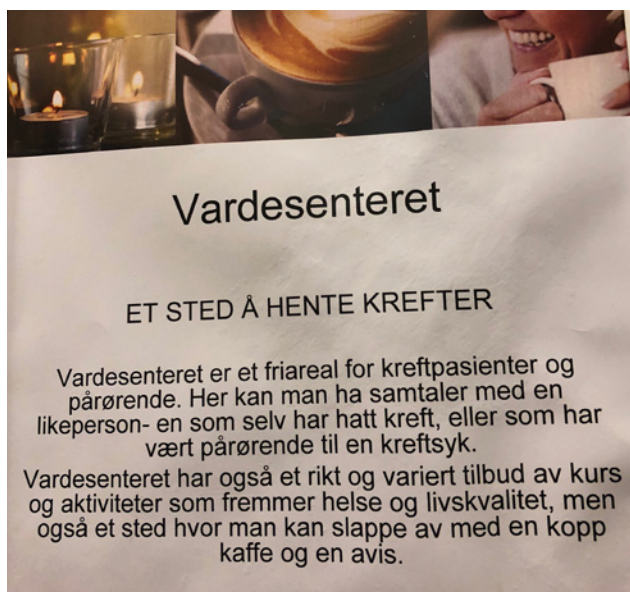 Vardesenteret
ET STED Å HENTE KREFTER
Vardesenteret er et friareal for kreftpasienter og
pårørende. Her kan man ha samtaler med en
likeperson- en som selv har hatt kreft, eller som har
vært pårørende til en kreftsyk.
Vardesenteret har også et rikt og variert tilbud av kurs
og aktiviteter som fremmer helse og livskvalitet, men
også et sted hvor man kan slappe av med en kopp
kaffe og en avis.